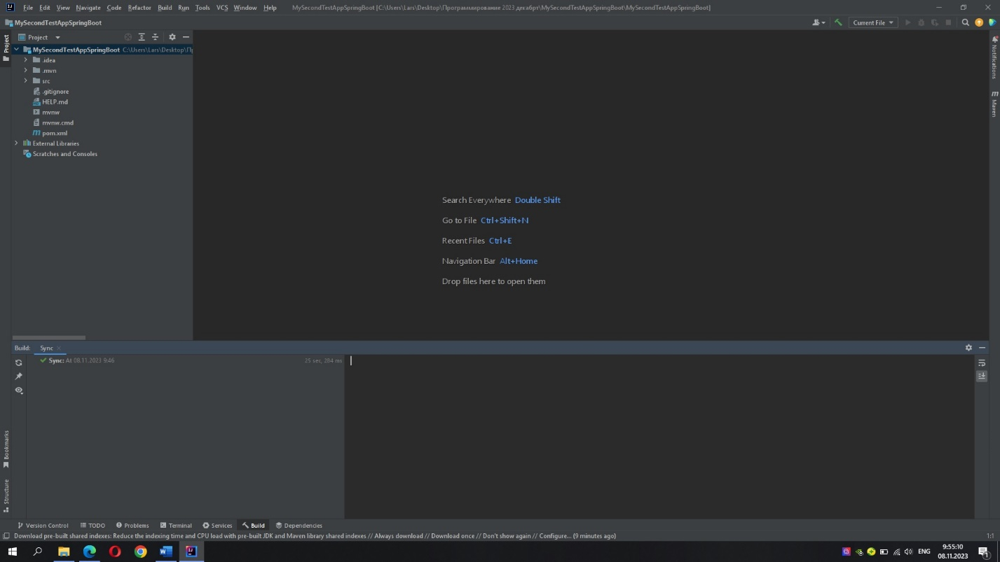 File Edit View Navigate Code Refactor Build Run Tools VCS Window Help MySecondTestAppSpringBoot [C:\Users\Lars\Desktop\Программирование 2023 декабрт\MySecondTestAppSpringBoot\MySecondTestAppSpringBoot]
MySecondTestAppSpringBoot
Current File
Project
Project
Notifications
Maven
MySecondTestAppSpringBoot C:\Users\Lars\Desktop\П
.idea
.mvn
src
.gitignore
HELP.md
mvnw
mvnw.cmd
pom.xml
External Libraries
Scratches and Consoles
Search Everywhere Double Shift
Go to File Ctrl+Shift+N
Recent Files Ctrl+E
Navigation Bar Alt+Home
Drop files here to open them
Build: Sync
Sync: At 08.11.2023 9:46 25 sec, 284 ms
Bookmarks
Structure
Version Control TODO Problems Terminal Services Build Dependencies
Download pre-built shared indexes: Reduce the indexing time and CPU load with pre-built JDK and Maven library shared indexes // Always download // Download once // Don't show again // Configure... (9 minutes ago) 1:1
ENG
9:55:10
08.11.2023
1